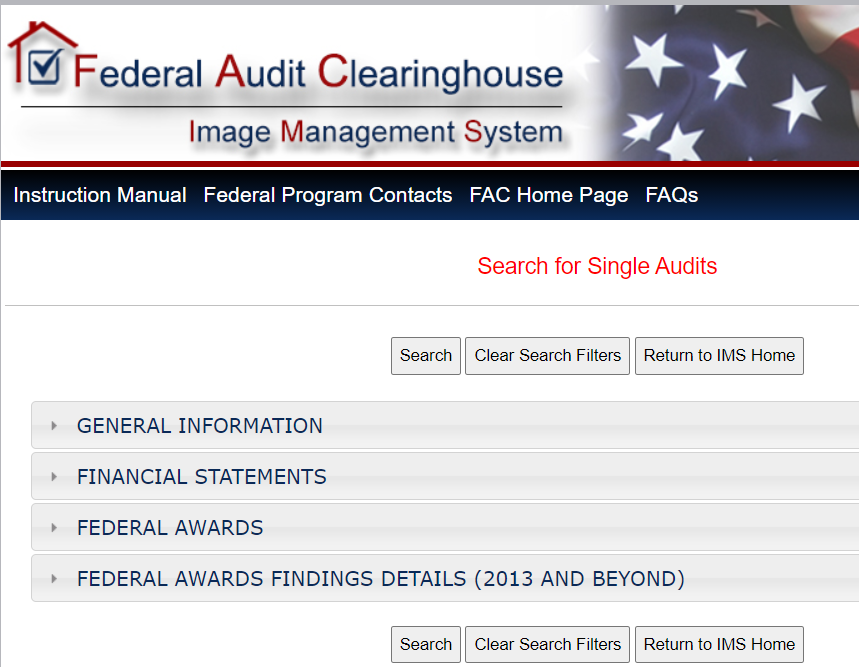 Federal Audit Clearinghouse
Image Management System
Instruction Manual Federal Program Contacts FAC Home Page FAQs
Search for Single Audits
Search Clear Search Filters Return to IMS Home
GENERAL INFORMATION
FINANCIAL STATEMENTS
FEDERAL AWARDS
FEDERAL AWARDS FINDINGS DETAILS (2013 AND BEYOND)
Search Clear Search Filters Return to IMS Home